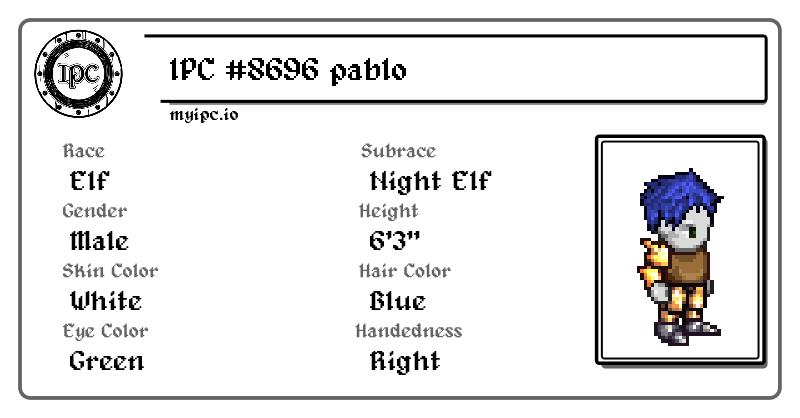 IPC
IPC #8696 pablo
myipc.io
Race
Elf
Subrace
Night Elf
Gender
Male
Height
6'3"
Skin Color
White
Hair Color
Blue
Eye Color
Green
Handedness
Right